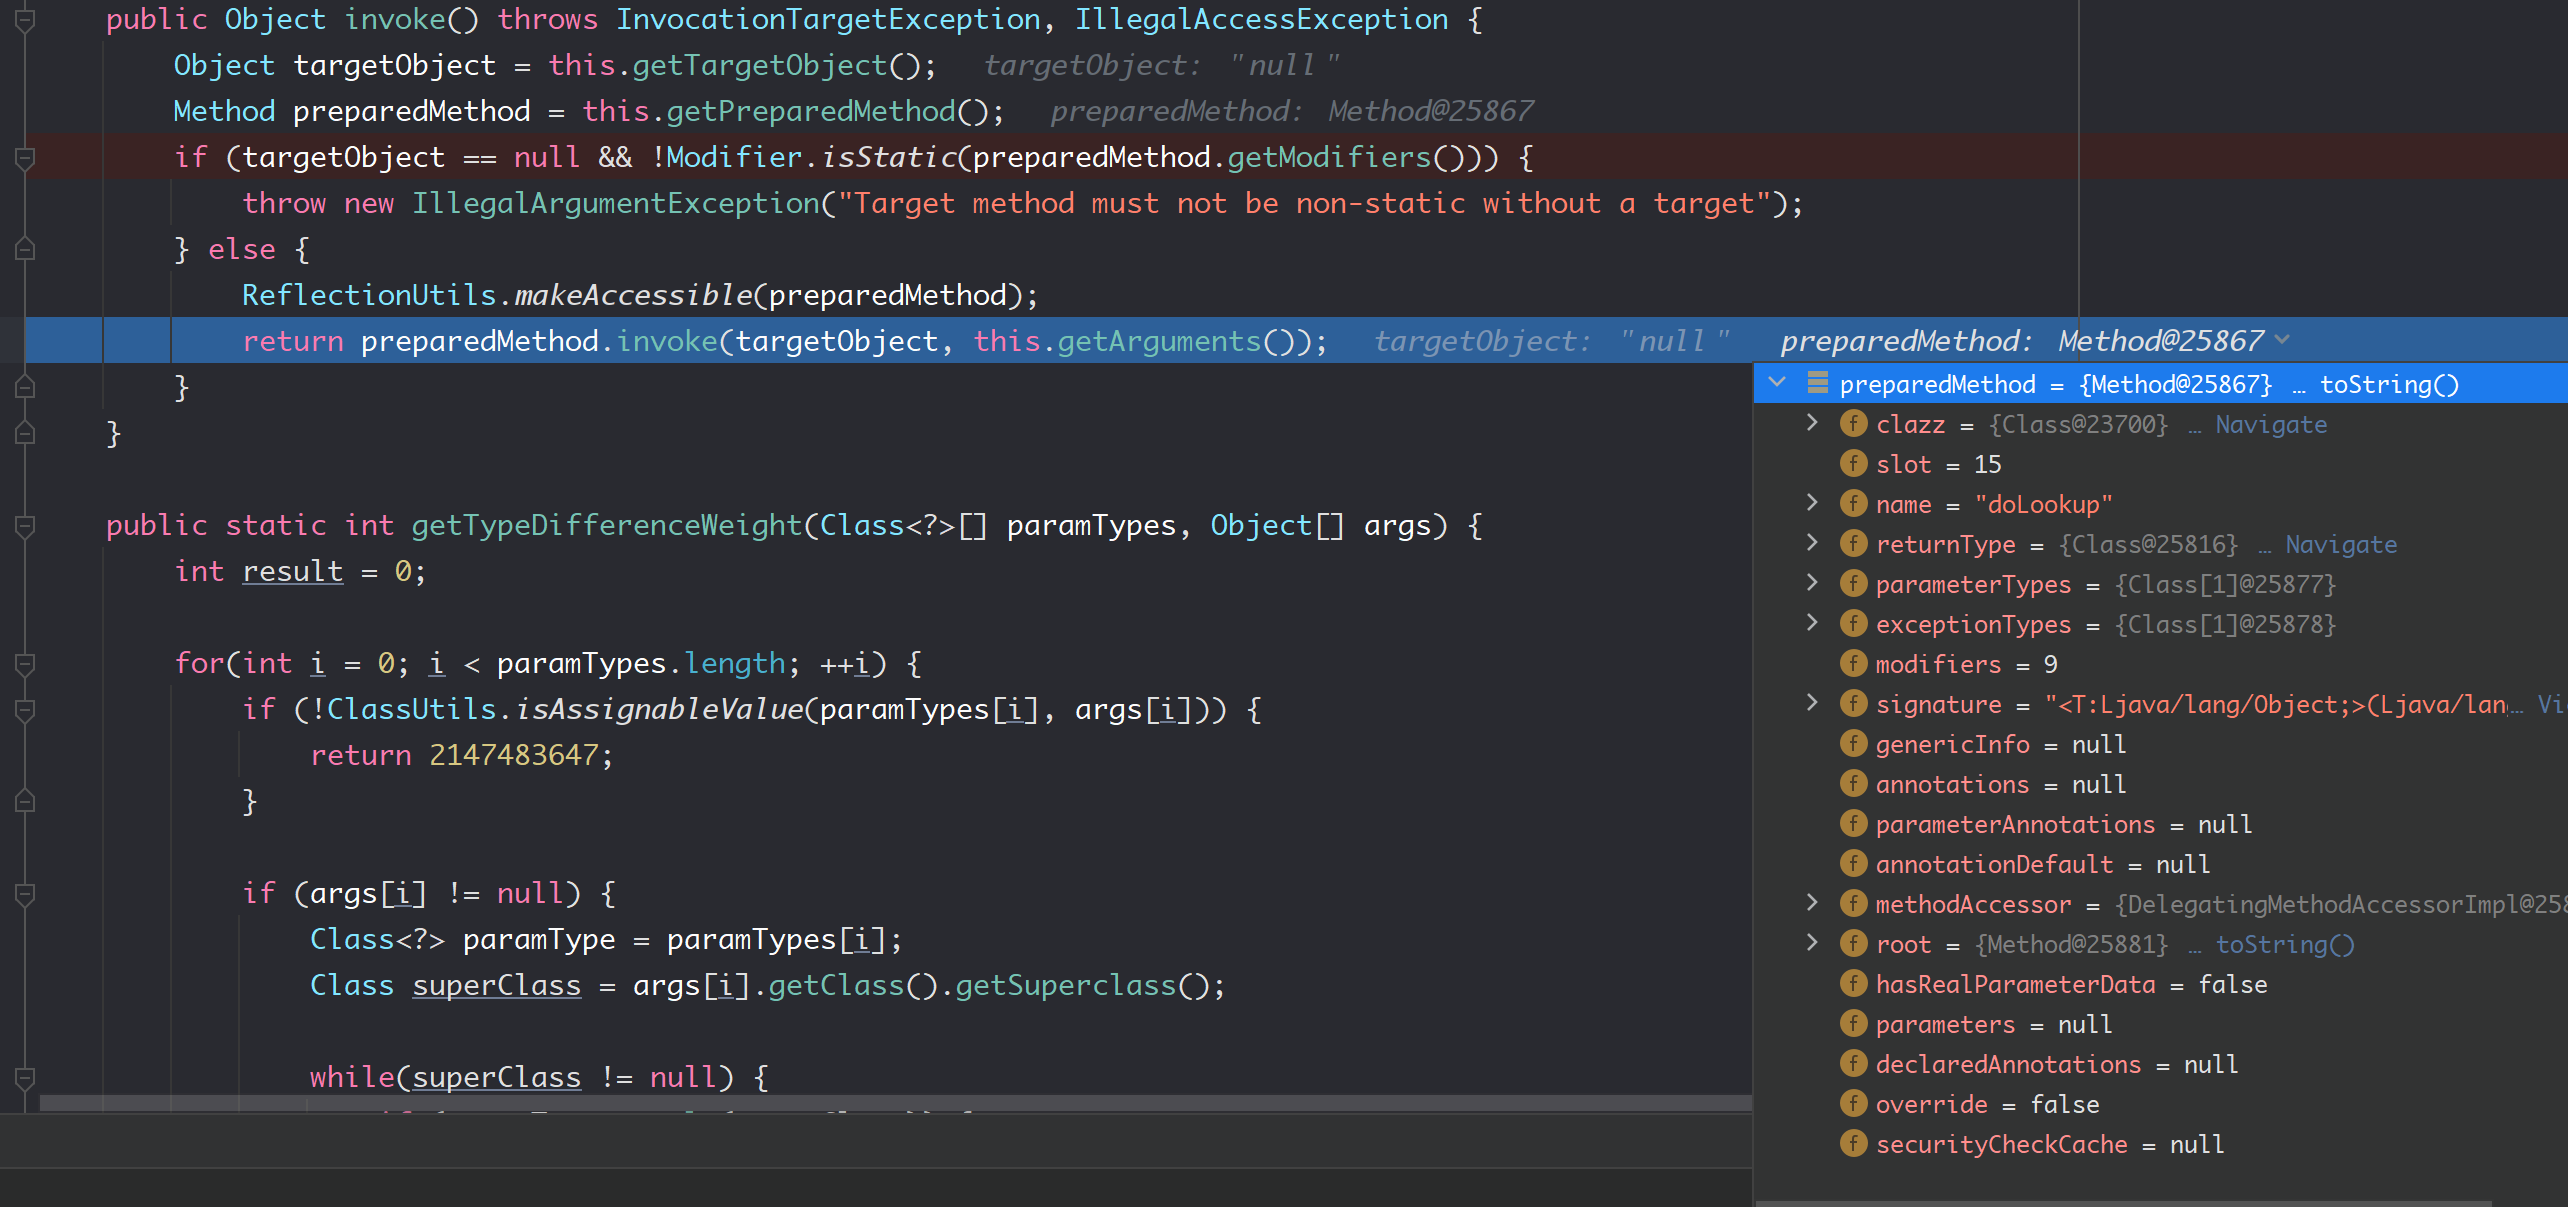 public Object invoke() throws InvocationTargetException, IllegalAccessException {
Object targetObject = this.getTargetObject();   targetObject: "null"
Method preparedMethod = this.getPreparedMethod();   preparedMethod: Method@25867
if (targetObject == null && !Modifier.isStatic(preparedMethod.getModifiers())) {
throw new IllegalArgumentException("Target method must not be non-static without a target");
} else {
ReflectionUtils.makeAccessible(preparedMethod);
return preparedMethod.invoke(targetObject, this.getArguments());   targetObject: "null"   preparedMethod: Method@25867
}
}
public static int getTypeDifferenceWeight(Class<?>[] paramTypes, Object[] args) {
int result = 0;
for(int i = 0; i < paramTypes.length; ++i) {
if (!ClassUtils.isAssignableValue(paramTypes[i], args[i])) {
return 2147483647;
}
if (args[i] != null) {
Class<?> paramType = paramTypes[i];
Class superClass = args[i].getClass().getSuperclass();
while(superClass != null) {
preparedMethod = {Method@25867} … toString()
f clazz = {Class@23700} … Navigate
f slot = 15
f name = "doLookup"
f returnType = {Class@25816} … Navigate
f parameterTypes = {Class[1]@25877}
f exceptionTypes = {Class[1]@25878}
f modifiers = 9
f signature = "<T:Ljava/lang/Object;>(Ljava/lan… Vi
f genericInfo = null
f annotations = null
f parameterAnnotations = null
f annotationDefault = null
f methodAccessor = {DelegatingMethodAccessorImpl@258
f root = {Method@25881} … toString()
f hasRealParameterData = false
f parameters = null
f declaredAnnotations = null
f override = false
f securityCheckCache = null